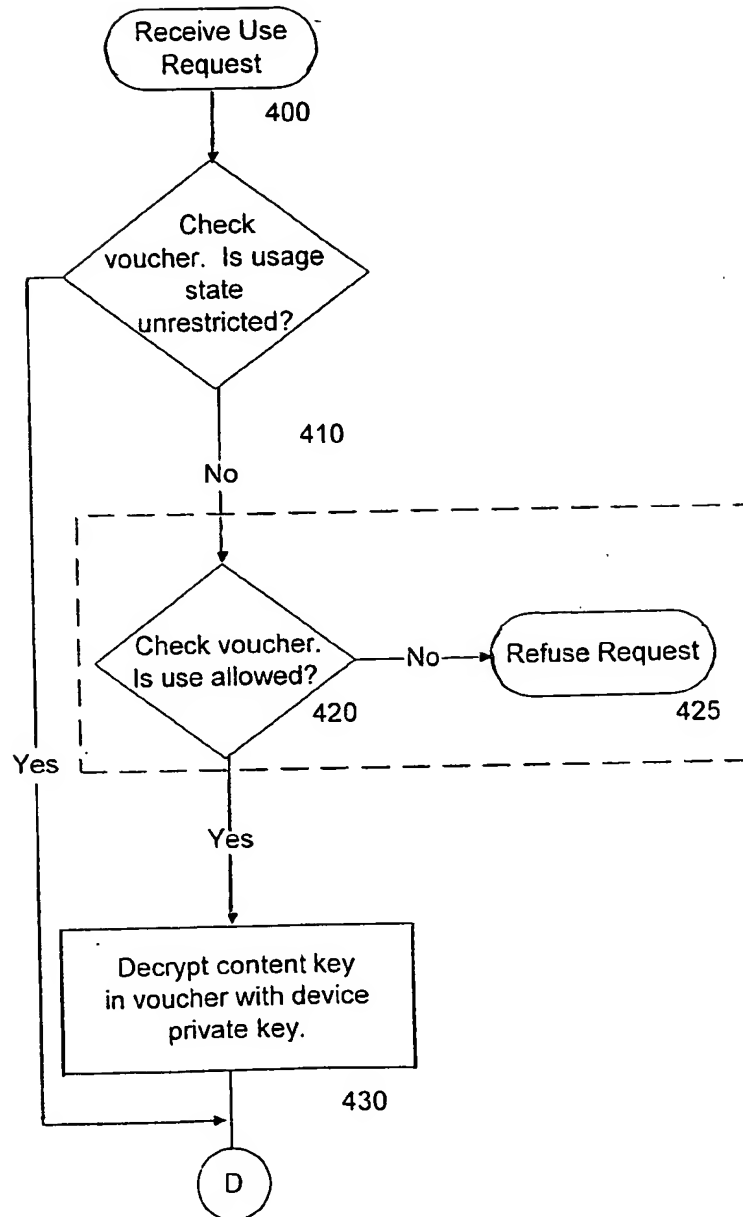 Receive Use
Request
400
Check
voucher. Is usage
state
unrestricted?
410
No
Check voucher.
Is use allowed?
420
No
Refuse Request
425
Yes
Yes
Decrypt content key
in voucher with device
private key.
430
D